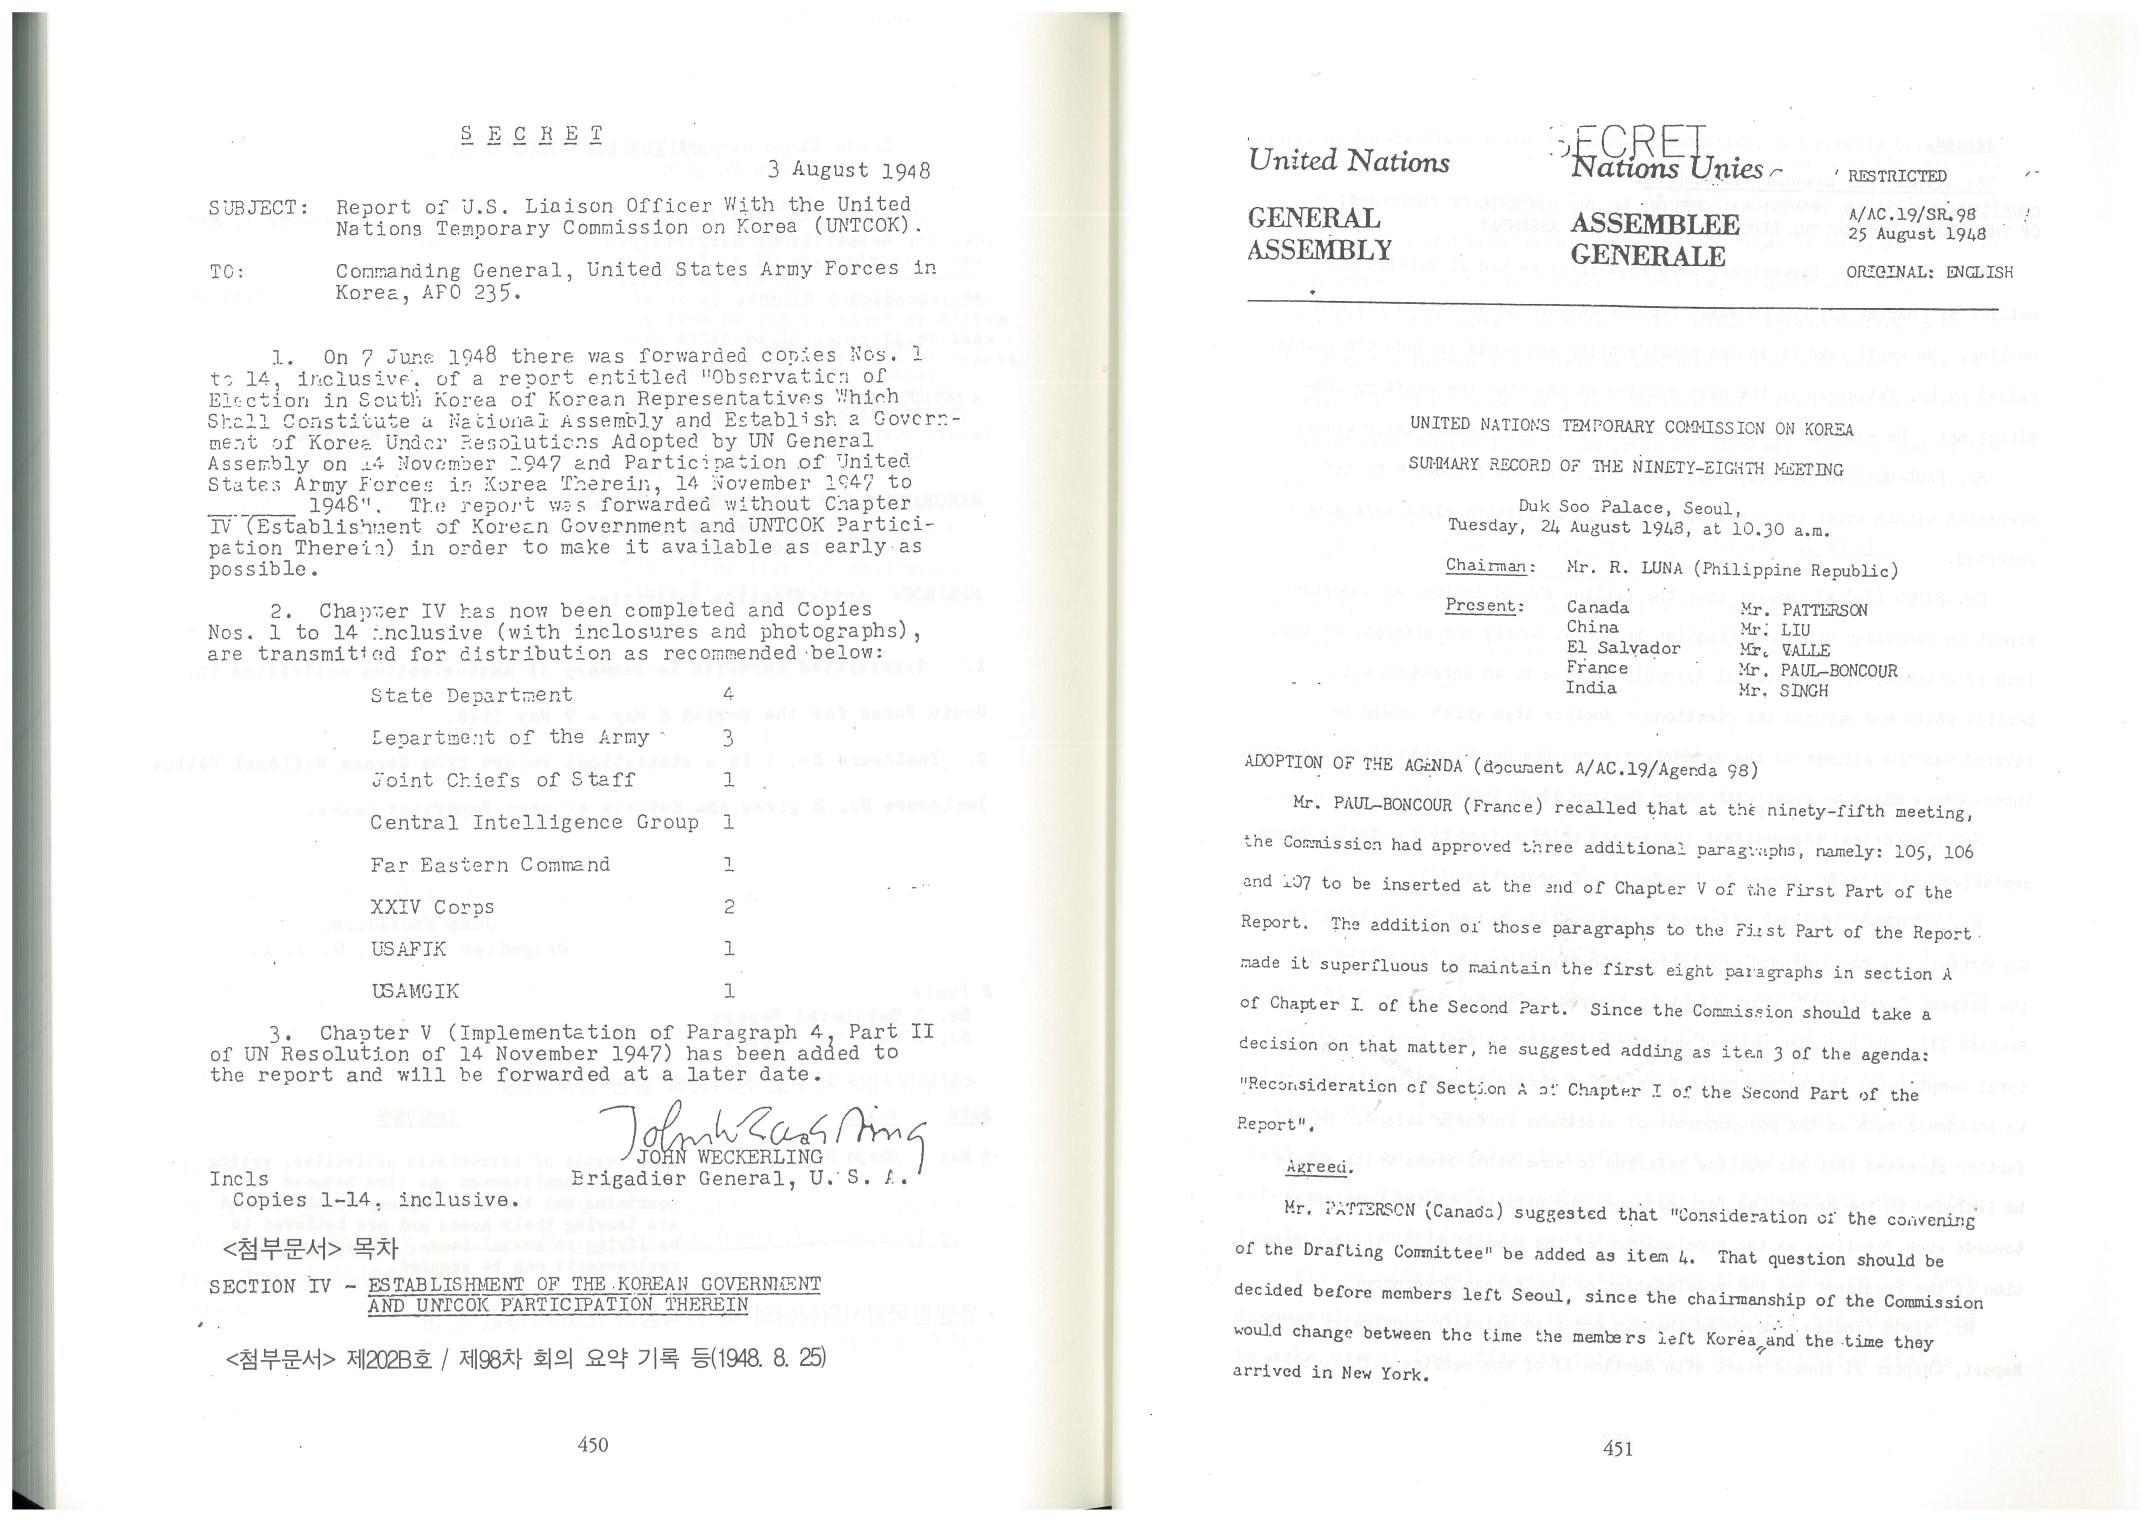 S E C R E T
3 August 1948
SUBJECT: Report of U.S. Liaison Officer With the United
Nations Temporary Commission on Korea (UNTCOK).
TO: Commanding General, United States Army Forces in
Korea, APO 235.
1. On 7 June 1948 there was forwarded copies Nos. 1
to 14, inclusive, of a report entitled "Observation of
Election in South Korea of Korean Representatives Which
Shall Constitute a National Assembly and Establish a Govern-
ment of Korea Under Resolutions Adopted by UN General
Assembly on 14 November 1947 and Participation of United
States Army Forces in Korea Therein, 14 November 1947 to
______ 1948". The report was forwarded without Chapter
IV (Establishment of Korean Government and UNTCOK Partici-
pation Therein) in order to make it available as early as
possible.
2. Chapter IV has now been completed and Copies
Nos. 1 to 14 inclusive (with inclosures and photographs),
are transmitted for distribution as recommended below:
State Department 4
Department of the Army 3
Joint Chiefs of Staff 1
Central Intelligence Group 1
Far Eastern Command 1
XXIV Corps 2
USAFIK 1
USAMGIK 1
3. Chapter V (Implementation of Paragraph 4, Part II
of UN Resolution of 14 November 1947) has been added to
the report and will be forwarded at a later date.
John Weckerling
JOHN WECKERLING
Incls Brigadier General, U. S. A.
Copies 1-14, inclusive.
<첨부문서> 목차
SECTION IV - ESTABLISHMENT OF THE KOREAN GOVERNMENT
AND UNTCOK PARTICIPATION THEREIN
<첨부문서> 제202B호 / 제98차 회의 요약 기록 등(1948. 8. 25)
450
SECRET
United Nations Nations Unies RESTRICTED
GENERAL ASSEMBLEE A/AC.19/SR.98
25 August 1948
ASSEMBLY GENERALE ORIGINAL: ENGLISH
UNITED NATIONS TEMPORARY COMMISSION ON KOREA
SUMMARY RECORD OF THE NINETY-EIGHTH MEETING
Duk Soo Palace, Seoul,
Tuesday, 24 August 1948, at 10.30 a.m.
Chairman: Mr. R. LUNA (Philippine Republic)
Present: Canada Mr. PATTERSON
China Mr. LIU
El Salvador Mr. VALLE
France Mr. PAUL-BONCOUR
India Mr. SINGH
ADOPTION OF THE AGENDA (document A/AC.19/Agenda 98)
Mr. PAUL-BONCOUR (France) recalled that at the ninety-fifth meeting,
the Commission had approved three additional paragraphs, namely: 105, 106
and 107 to be inserted at the end of Chapter V of the First Part of the
Report. The addition of those paragraphs to the First Part of the Report
made it superfluous to maintain the first eight paragraphs in section A
of Chapter I of the Second Part. Since the Commission should take a
decision on that matter, he suggested adding as item 3 of the agenda:
"Reconsideration of Section A of Chapter I of the Second Part of the
Report".
Agreed.
Mr. PATTERSON (Canada) suggested that "Consideration of the convening
of the Drafting Committee" be added as item 4. That question should be
decided before members left Seoul, since the chairmanship of the Commission
would change between the time the members left Korea and the time they
arrived in New York.
451